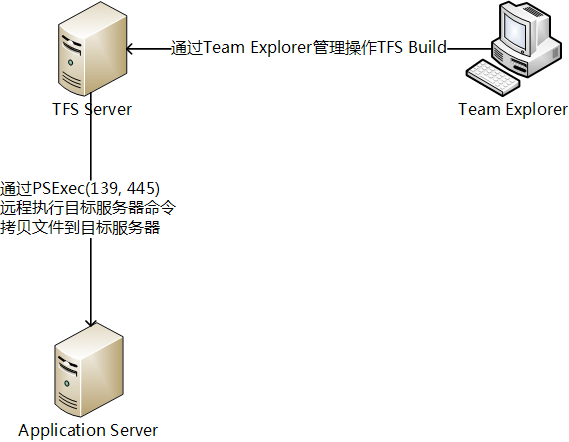 通过Team Explorer管理操作TFS Build
TFS Server
Team Explorer
通过PSExec(139, 445)
远程执行目标服务器命令
拷贝文件到目标服务器
Application Server